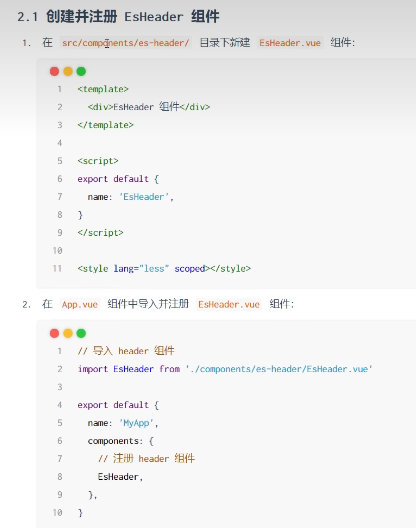 2.1 创建并注册 EsHeader 组件
1. 在 src/components/es-header/ 目录下新建 EsHeader.vue 组件：
1 <template>
2   <div>EsHeader 组件</div>
3 </template>
4
5 <script>
6 export default {
7   name: 'EsHeader',
8 }
9 </script>
10
11 <style lang="less" scoped></style>
2. 在 App.vue 组件中导入并注册 EsHeader.vue 组件：
1 // 导入 header 组件
2 import EsHeader from './components/es-header/EsHeader.vue'
3
4 export default {
5   name: 'MyApp',
6   components: {
7     // 注册 header 组件
8     EsHeader,
9   },
10 }